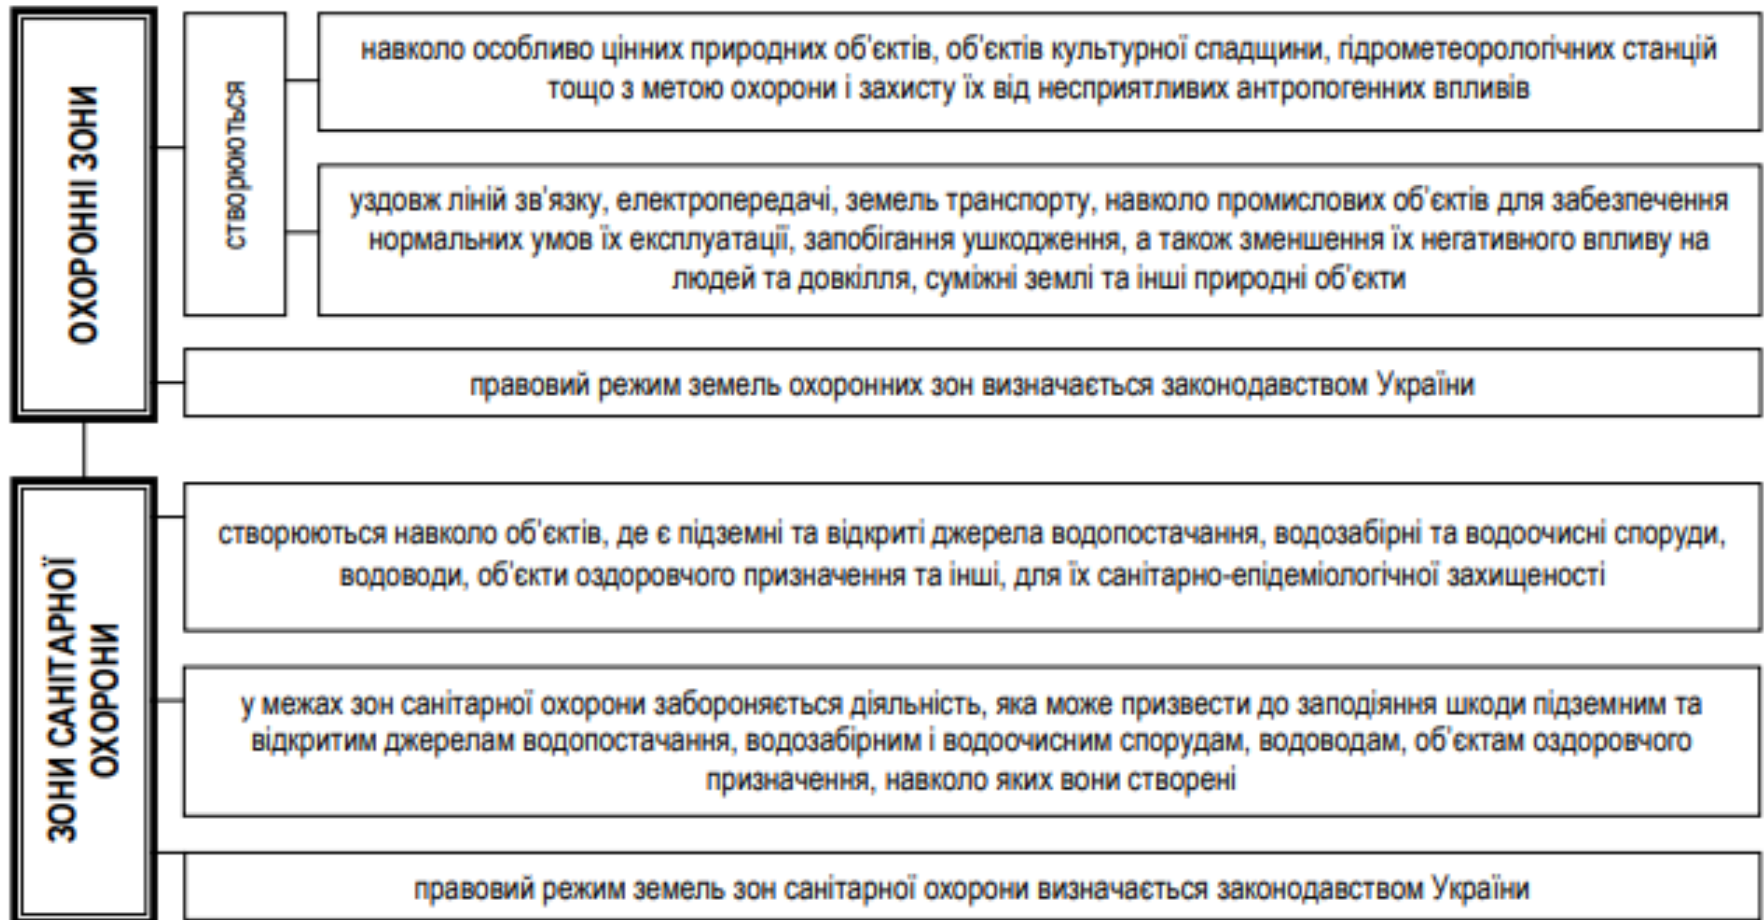 ОХОРОННІ ЗОНИ
створюються
навколо особливо цінних природних об'єктів, об'єктів культурної спадщини, гідрометеорологічних станцій
тощо з метою охорони і захисту їх від несприятливих антропогенних впливів
уздовж ліній зв'язку, електропередачі, земель транспорту, навколо промислових об'єктів для забезпечення
нормальних умов їх експлуатації, запобігання ушкодження, а також зменшення їх негативного впливу на
людей та довкілля, суміжні землі та інші природні об'єкти
правовий режим земель охоронних зон визначається законодавством України
ЗОНИ САНІТАРНОЇ
ОХОРОНИ
створюються навколо об'єктів, де є підземні та відкриті джерела водопостачання, водозабірні та водоочисні споруди,
водоводи, об'єкти оздоровчого призначення та інші, для їх санітарно-епідеміологічної захищеності
у межах зон санітарної охорони забороняється діяльність, яка може призвести до заподіяння шкоди підземним та
відкритим джерелам водопостачання, водозабірним і водоочисним спорудам, водоводам, об'єктам оздоровчого
призначення, навколо яких вони створені
правовий режим земель зон санітарної охорони визначається законодавством України